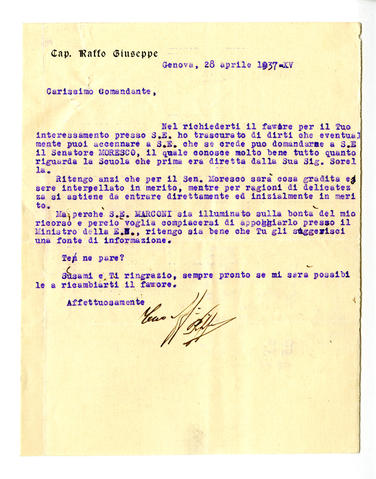 Cap. Raffo Giuseppe
Genova, 28 aprile 1937-XV
Carissimo Comandante,
Nel richiederti il favore per il Tuo
interessamento presso S.E. ho trascurato di dirti che eventual
mente puoi accennare a S.E. che se crede puo domandarne a S.E
il Senatore MORESCO, il quale conosce molto bene tutto quanto
riguarda la Scuola che prima era diretta dalla Sua Sig. Sorel
la.
Ritengo anzi che per il Sen. Moresco sarà cosa gradita es
sere interpellato in merito, mentre per ragioni di delicatez
za si astiene da entrare direttamente ed inizialmente in meri
to.
Ma perchè S.E. MARCONI sia illuminato sulla bontà del mio
ricorso e perciò voglia compiacersi di appoggiarlo presso il
Ministro della E.N., ritengo sia bene che Tu gli suggerisci
una fonte di informazione.
Te ne pare?
Susami e Ti ringrazio, sempre pronto se mi sarà possibi
le a ricambiarti il favore.
Affettuosamente